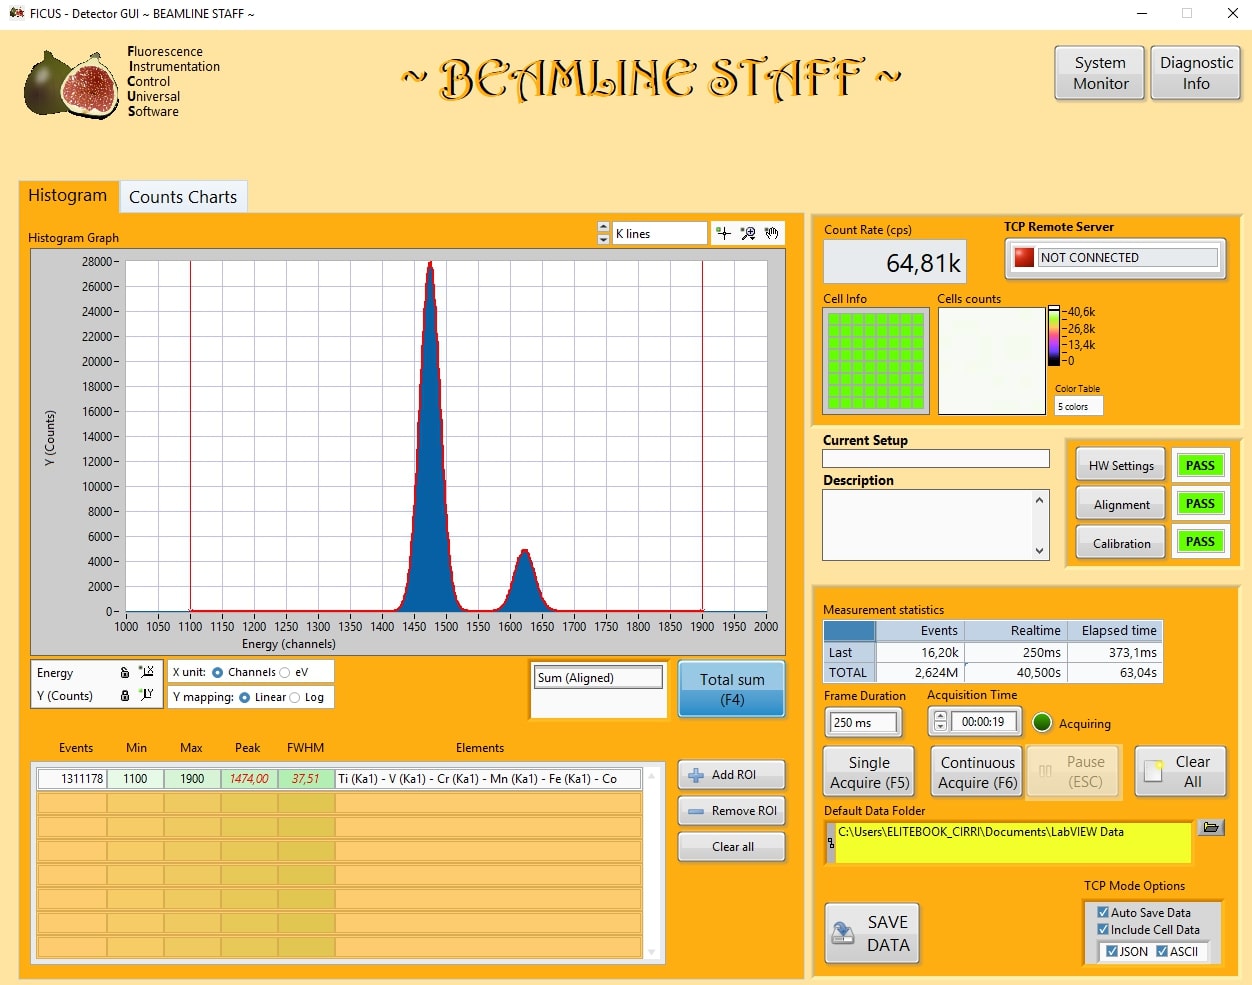 FICUS - Detector GUI ~ BEAMLINE STAFF ~
Fluorescence
Instrumentation
Control
Universal
Software
~ BEAMLINE STAFF ~
System Monitor
Diagnostic Info
Histogram
Counts Charts
Histogram Graph
K lines
28000
26000
24000
22000
20000
18000
16000
14000
12000
10000
8000
6000
4000
2000
0
Y (Counts)
1000 1050 1100 1150 1200 1250 1300 1350 1400 1450 1500 1550 1600 1650 1700 1750 1800 1850 1900 1950 2000
Energy (channels)
Energy
Y (Counts)
X unit: Channels eV
Y mapping: Linear Log
Sum (Aligned)
Total sum
(F4)
Events Min Max Peak FWHM Elements
1311178 1100 1900 1474,00 37,51 Ti (Ka1) - V (Ka1) - Cr (Ka1) - Mn (Ka1) - Fe (Ka1) - Co
Add ROI
Remove ROI
Clear all
Count Rate (cps)
64,81k
TCP Remote Server
NOT CONNECTED
Cell Info
Cells counts
40,6k
26,8k
13,4k
0
Color Table
5 colors
Current Setup
Description
HW Settings PASS
Alignment PASS
Calibration PASS
Measurement statistics
Events Realtime Elapsed time
Last 16,20k 250ms 373,1ms
TOTAL 2,624M 40,500s 63,04s
Frame Duration
250 ms
Acquisition Time
00:00:19
Acquiring
Single
Acquire (F5)
Continuous
Acquire (F6)
Pause
(ESC)
Clear
All
Default Data Folder
C:\Users\ELITEBOOK_CIRRI\Documents\LabVIEW Data
SAVE
DATA
TCP Mode Options
Auto Save Data
Include Cell Data
JSON ASCII